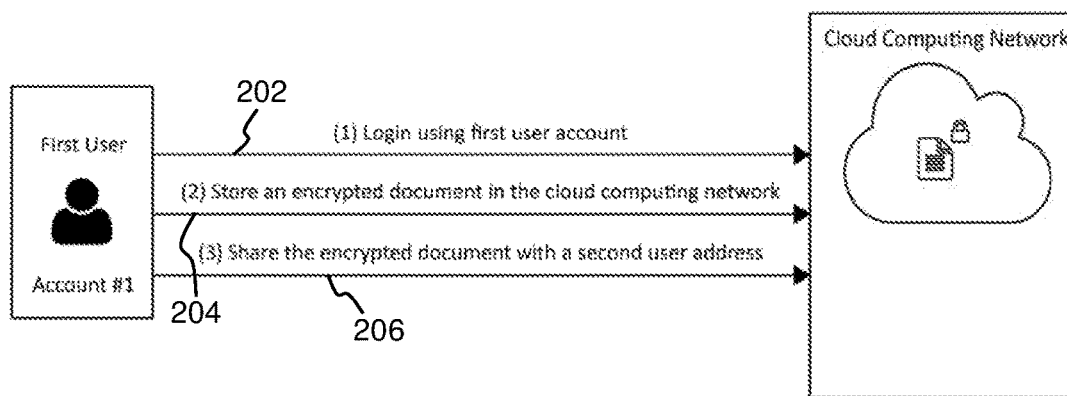 Cloud Computing Network
202
First User
(1) Login using first user account
(2) Store an encrypted document in the cloud computing network
(3) Share the encrypted document with a second user address
Account #1
204
206